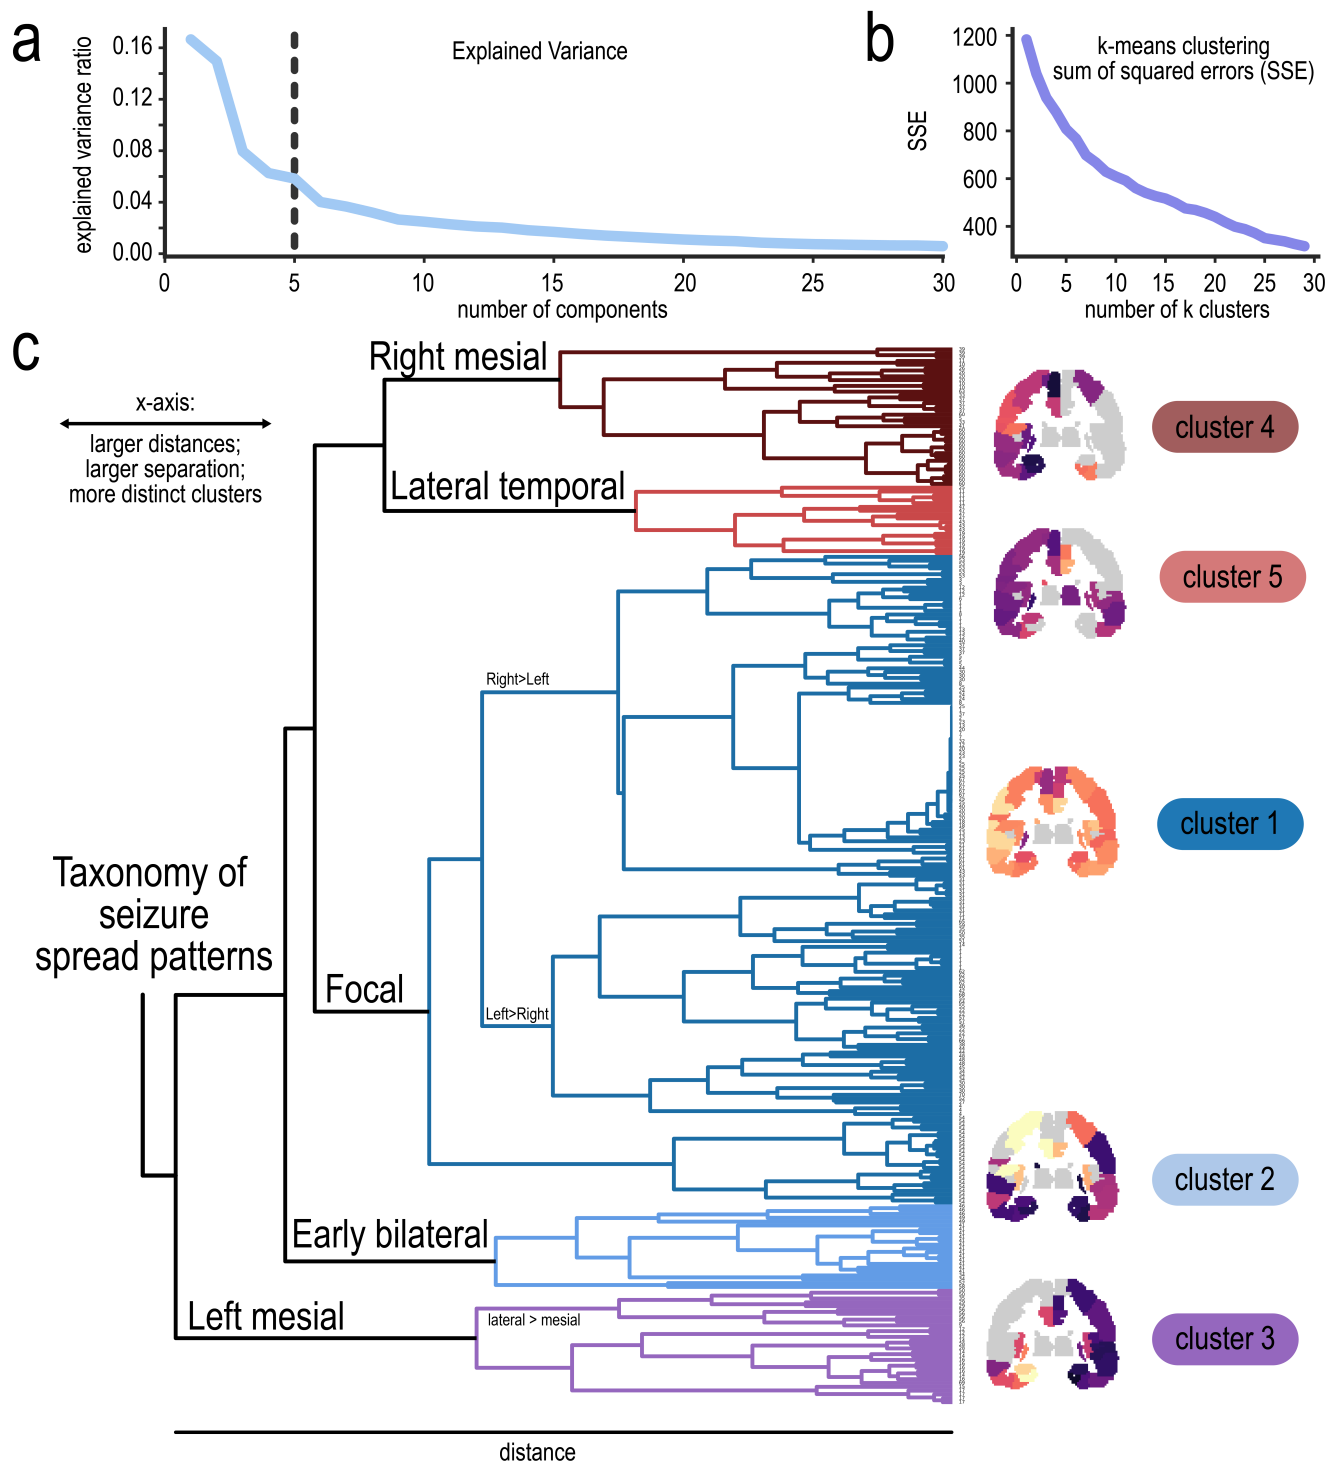 a
explained variance ratio
0.16
0.12
0.08
0.04
0.00
Explained Variance
0 5 10 15 20 25 30
number of components
b
SSE
1200
1000
800
600
400
k-means clustering
sum of squared errors (SSE)
0 5 10 15 20 25 30
number of k clusters
c
x-axis:
larger distances;
larger separation;
more distinct clusters
Right mesial
Lateral temporal
Right>Left
Taxonomy of
seizure
spread patterns
Focal
Left>Right
Early bilateral
Left mesial
lateral > mesial
cluster 4
cluster 5
cluster 1
cluster 2
cluster 3
distance